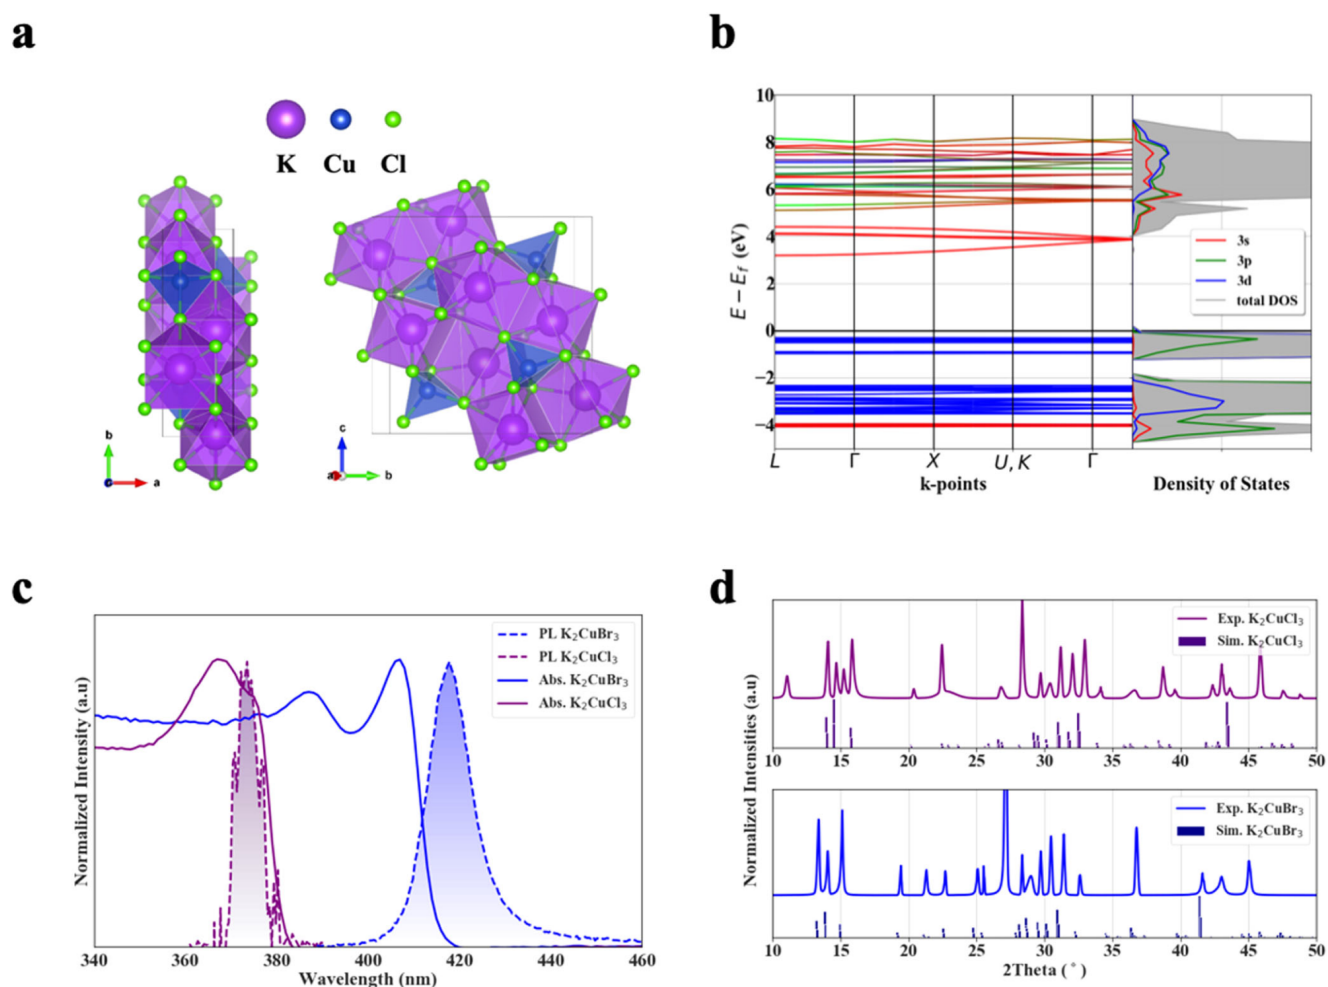 a
K Cu Cl
b
a
c
c
b
a
b
10
8
6
4
2
0
−2
−4
E − E_f (eV)
3s
3p
3d
total DOS
L Γ X U, K Γ
k-points
Density of States
c
Normalized Intensity (a.u)
PL K₂CuBr₃
PL K₂CuCl₃
Abs. K₂CuBr₃
Abs. K₂CuCl₃
340 360 380 400 420 440 460
Wavelength (nm)
d
Normalized Intensities (a.u)
Exp. K₂CuCl₃
Sim. K₂CuCl₃
10 15 20 25 30 35 40 45 50
Exp. K₂CuBr₃
Sim. K₂CuBr₃
10 15 20 25 30 35 40 45 50
2Theta (°)